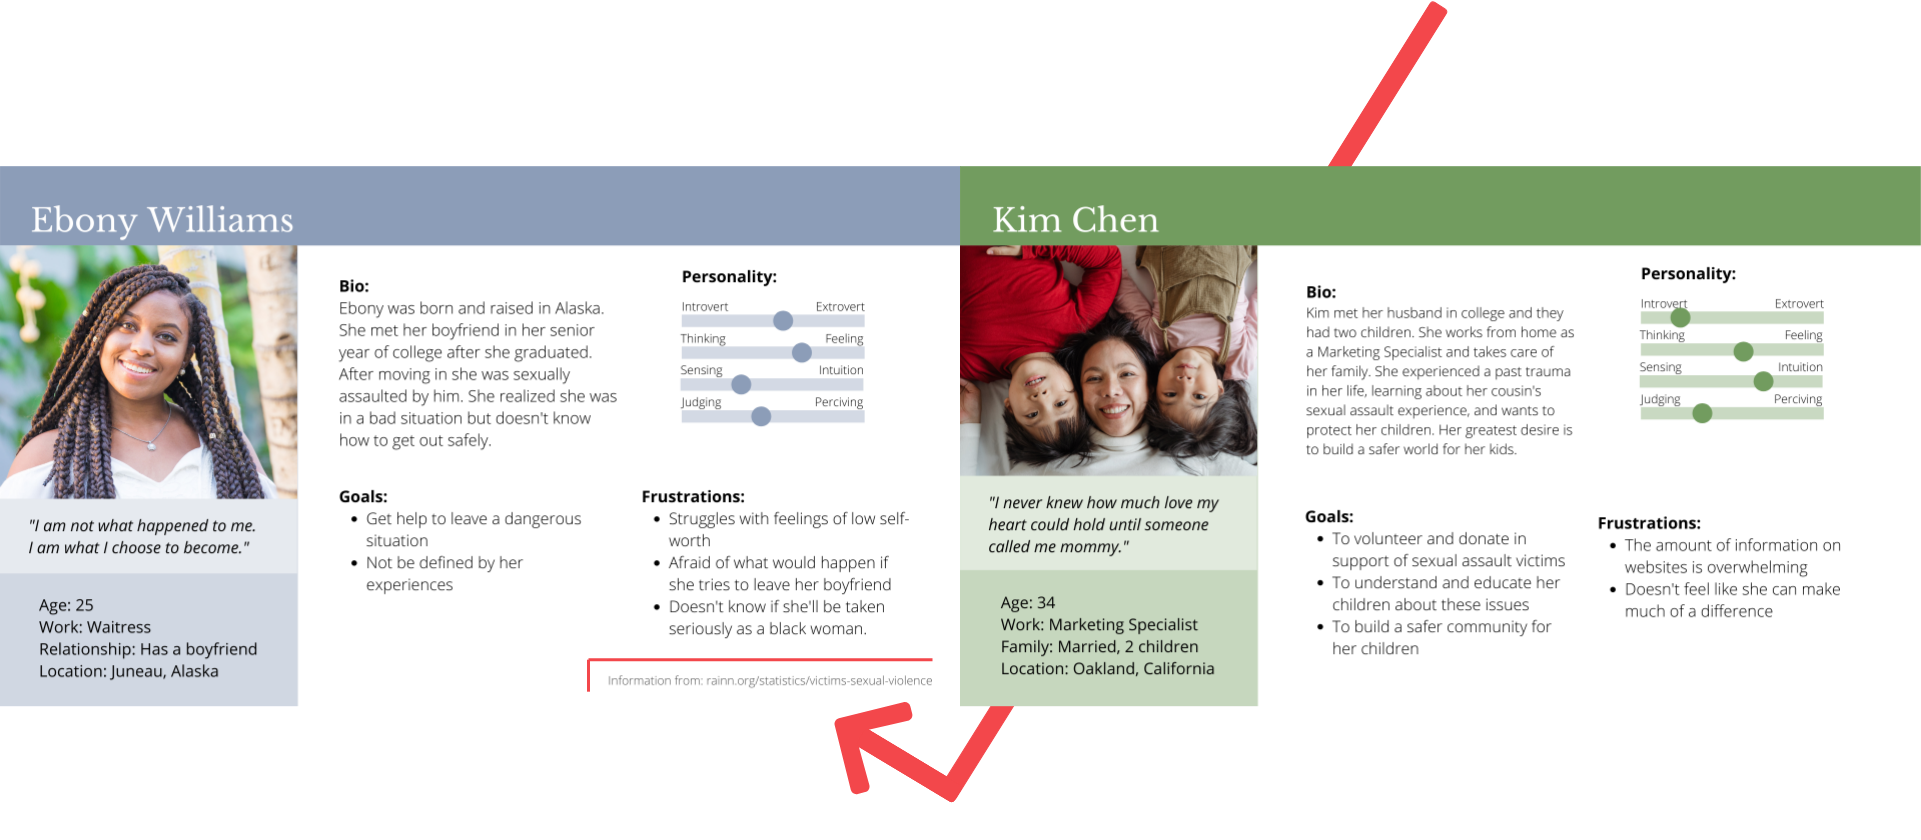 Ebony Williams
Bio:
Ebony was born and raised in Alaska.
She met her boyfriend in her senior
year of college after she graduated.
After moving in she was sexually
assaulted by him. She realized she was
in a bad situation but doesn't know
how to get out safely.
Personality:
Introvert Extrovert
Thinking Feeling
Sensing Intuition
Judging Perciving
"I am not what happened to me.
I am what I choose to become."
Age: 25
Work: Waitress
Relationship: Has a boyfriend
Location: Juneau, Alaska
Goals:
• Get help to leave a dangerous
situation
• Not be defined by her
experiences
Frustrations:
• Struggles with feelings of low self-
worth
• Afraid of what would happen if
she tries to leave her boyfriend
• Doesn't know if she'll be taken
seriously as a black woman.
Information from: rainn.org/statistics/victims-sexual-violence
Kim Chen
Bio:
Kim met her husband in college and they
had two children. She works from home as
a Marketing Specialist and takes care of
her family. She experienced a past trauma
in her life, learning about her cousin's
sexual assault experience, and wants to
protect her children. Her greatest desire is
to build a safer world for her kids.
Personality:
Introvert Extrovert
Thinking Feeling
Sensing Intuition
Judging Perciving
"I never knew how much love my
heart could hold until someone
called me mommy."
Age: 34
Work: Marketing Specialist
Family: Married, 2 children
Location: Oakland, California
Goals:
• To volunteer and donate in
support of sexual assault victims
• To understand and educate her
children about these issues
• To build a safer community for
her children
Frustrations:
• The amount of information on
websites is overwhelming
• Doesn't feel like she can make
much of a difference